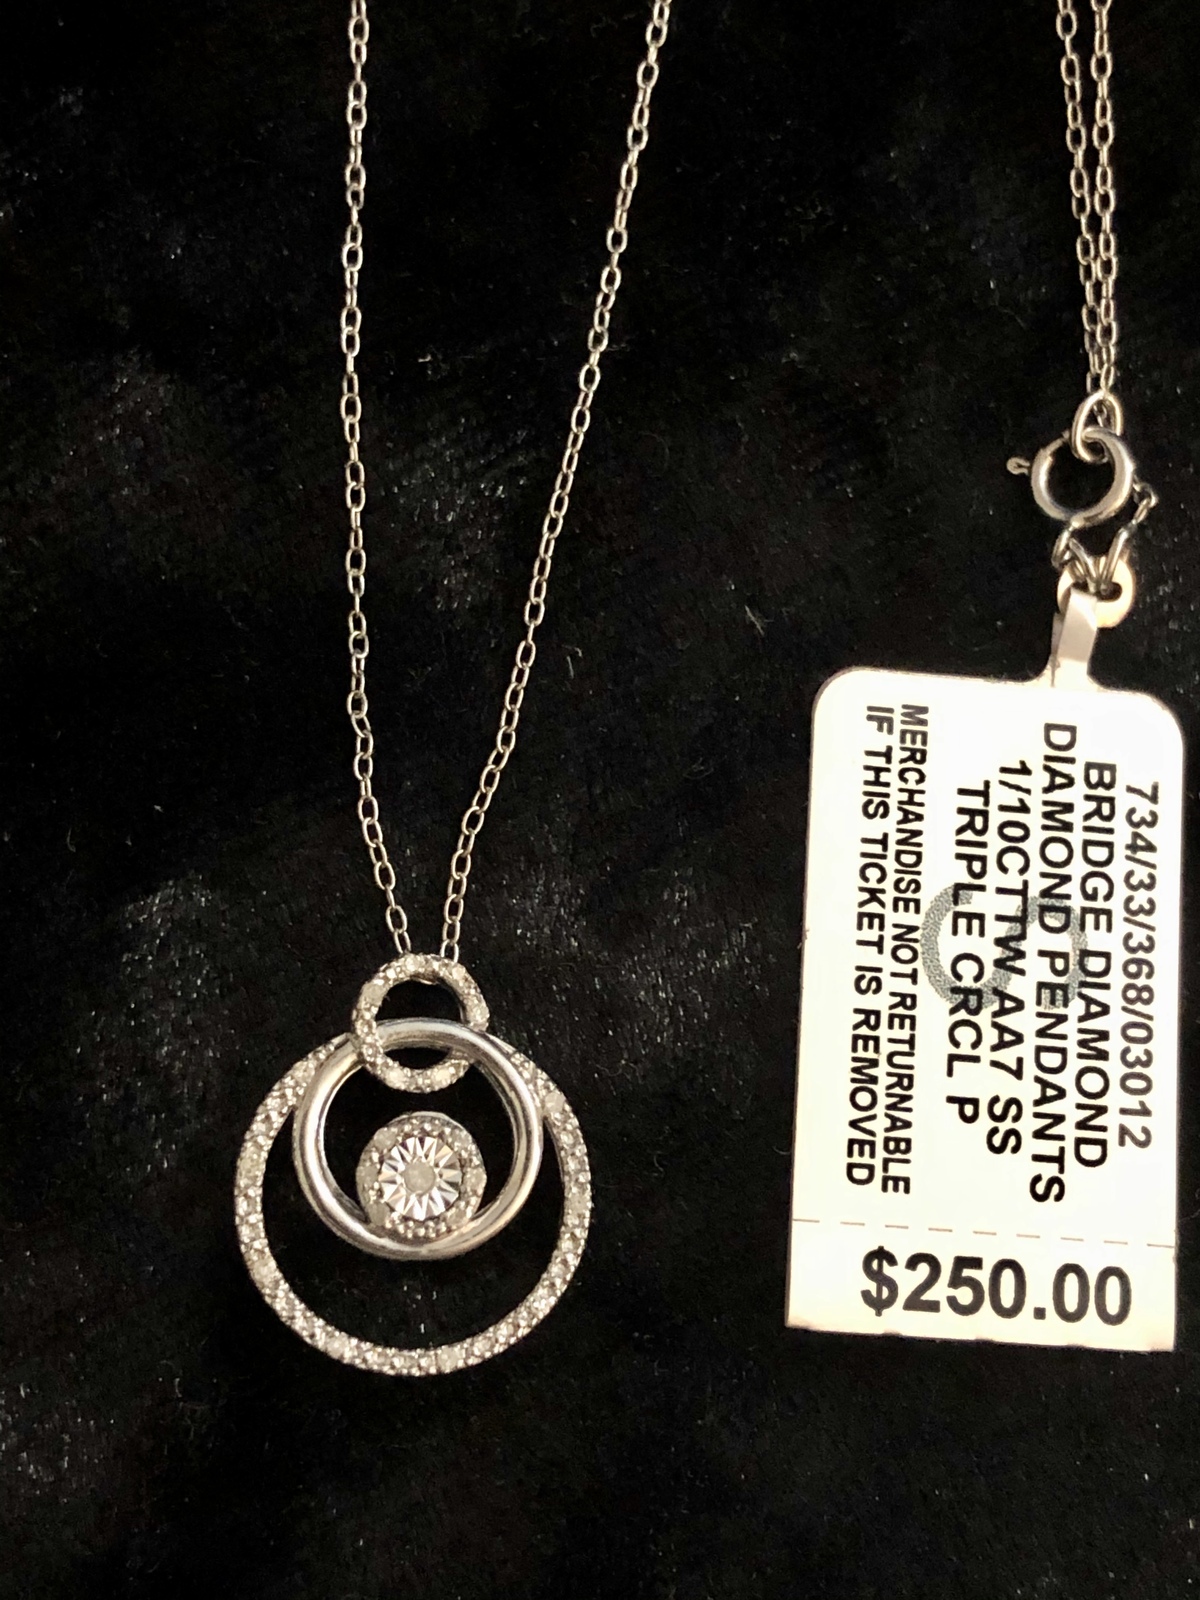 734/33/368/03012
BRIDGE DIAMOND
DIAMOND PENDANTS
1/10CTTW AA7 SS
TRIPLE CRCL P
MERCHANDISE NOT RETURNABLE
IF THIS TICKET IS REMOVED
$250.00